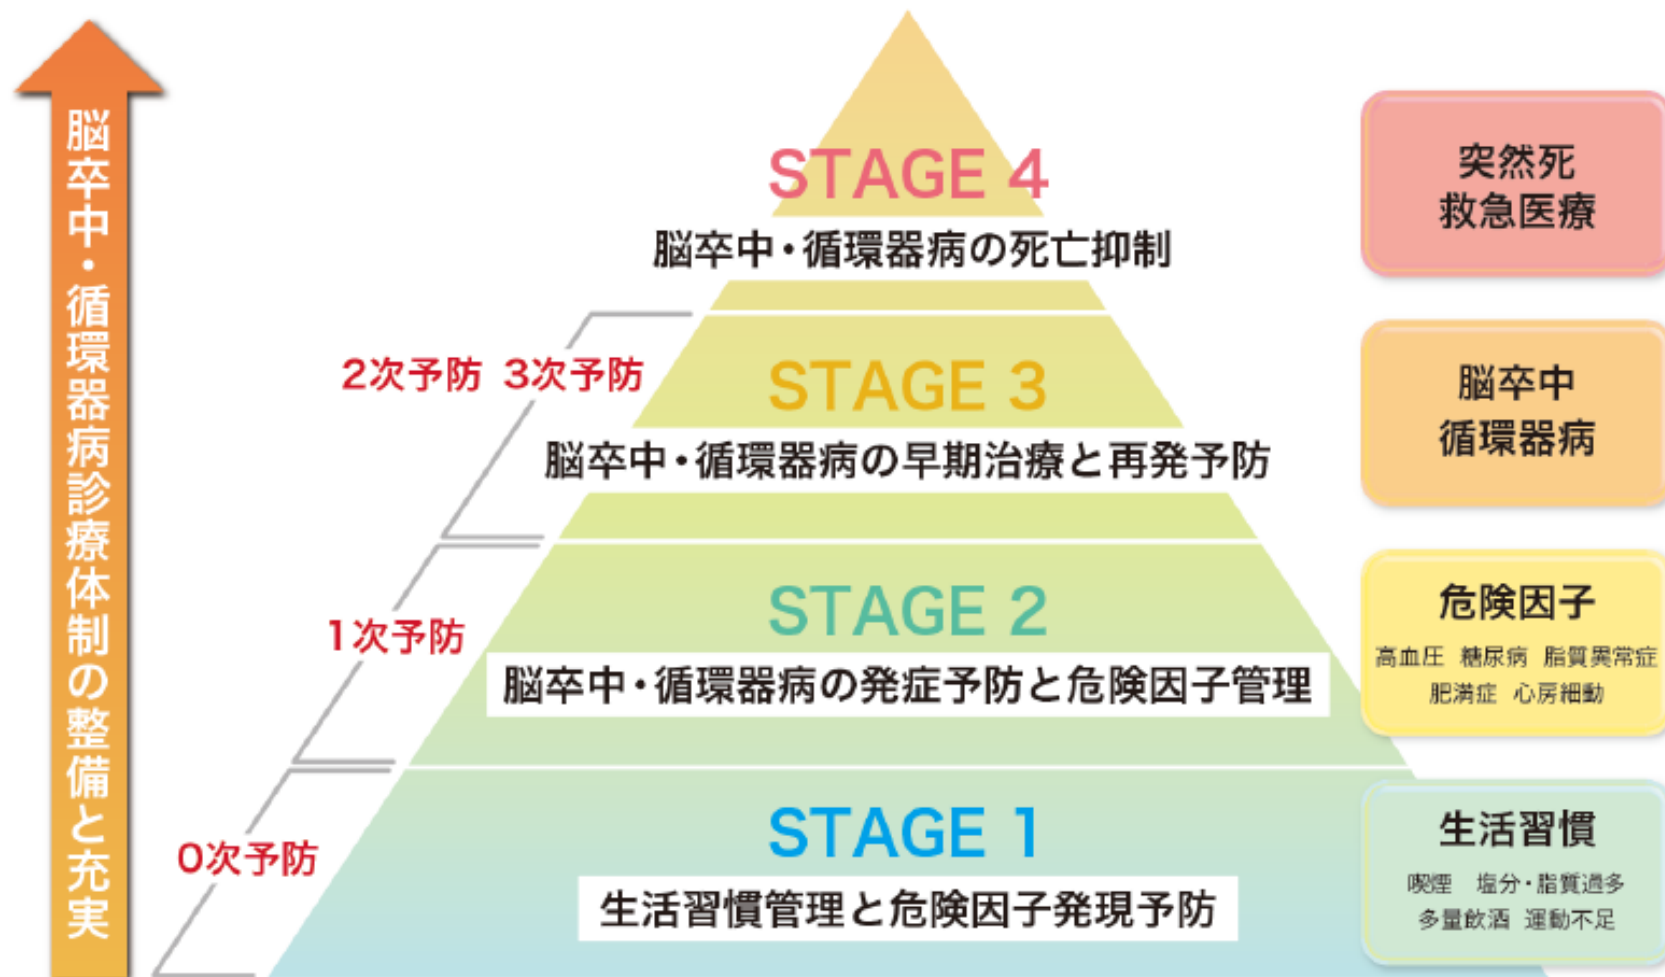 脳卒中・循環器病診療体制の整備と充実
STAGE 4
脳卒中・循環器病の死亡抑制
突然死
救急医療
2次予防 3次予防
STAGE 3
脳卒中・循環器病の早期治療と再発予防
脳卒中
循環器病
1次予防
STAGE 2
脳卒中・循環器病の発症予防と危険因子管理
危険因子
高血圧 糖尿病 脂質異常症
肥満症 心房細動
0次予防
STAGE 1
生活習慣管理と危険因子発現予防
生活習慣
喫煙 塩分・脂質過多
多量飲酒 運動不足